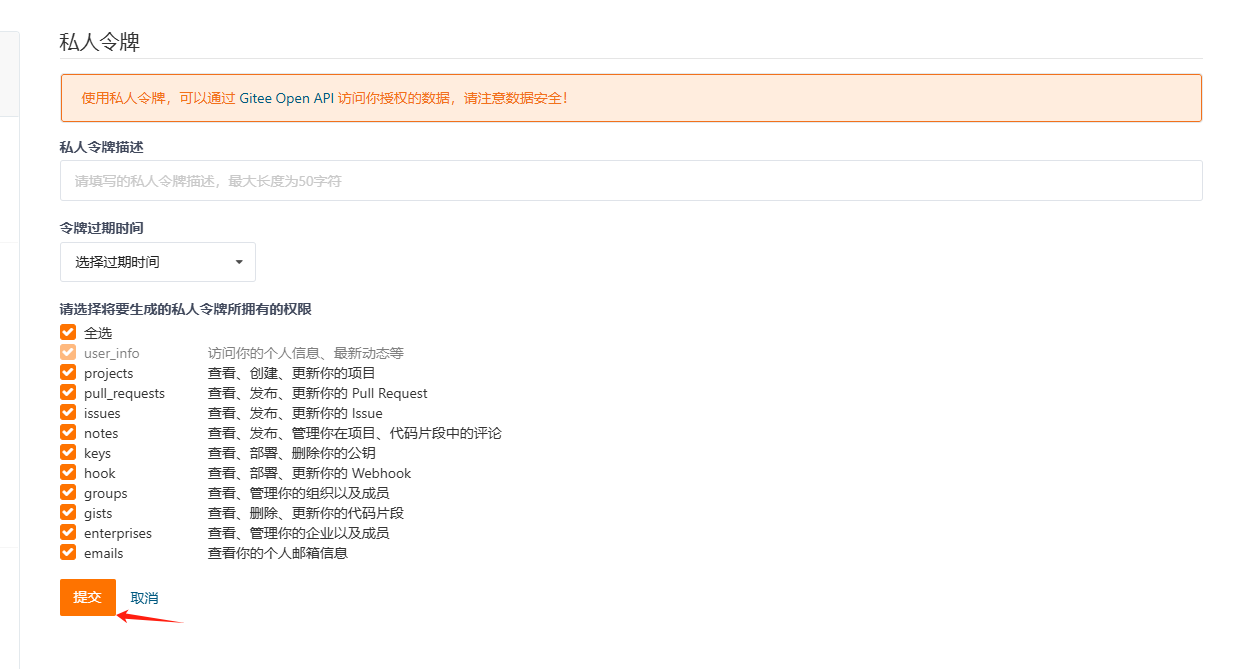 私人令牌
使用私人令牌，可以通过 Gitee Open API 访问你授权的数据，请注意数据安全！
私人令牌描述
请填写的私人令牌描述，最大长度为50字符
令牌过期时间
选择过期时间
请选择将要生成的私人令牌所拥有的权限
全选
user_info 访问你的个人信息、最新动态等
projects 查看、创建、更新你的项目
pull_requests 查看、发布、更新你的 Pull Request
issues 查看、发布、更新你的 Issue
notes 查看、发布、管理你在项目、代码片段中的评论
keys 查看、部署、删除你的公钥
hook 查看、部署、更新你的 Webhook
groups 查看、管理你的组织以及成员
gists 查看、删除、更新你的代码片段
enterprises 查看、管理你的企业以及成员
emails 查看你的个人邮箱信息
提交 取消